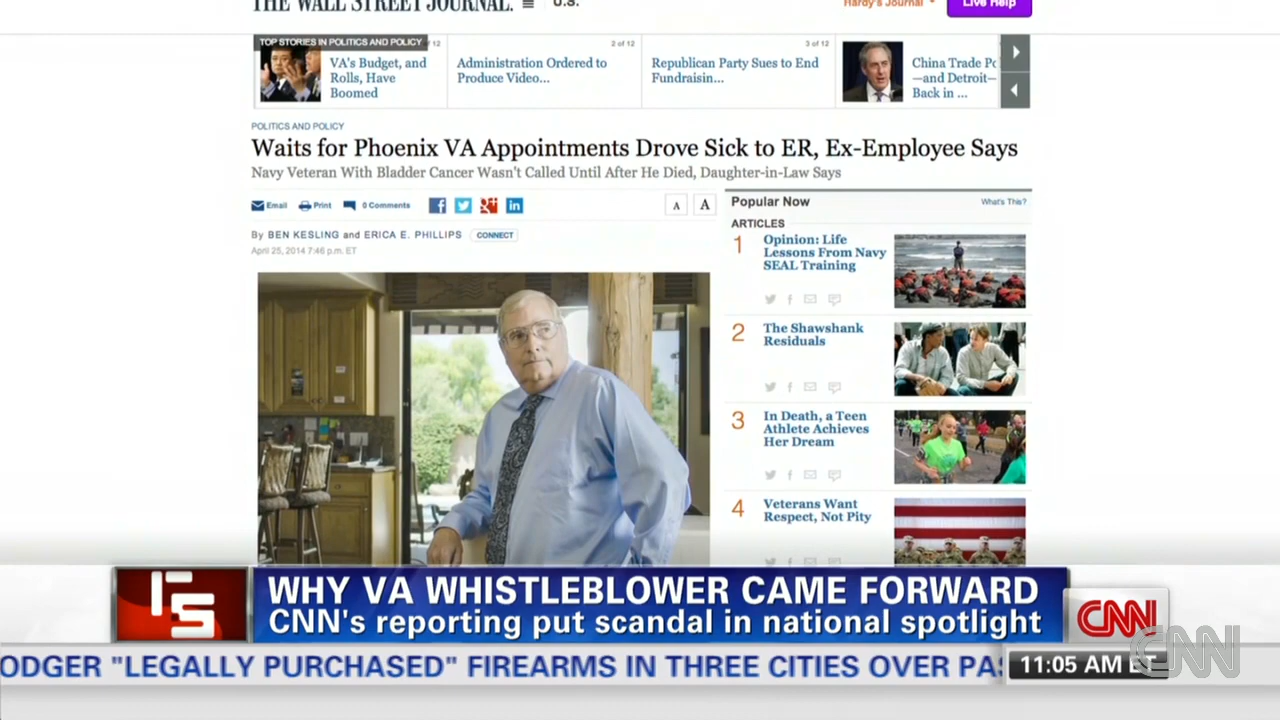 THE WALL STREET JOURNAL.
U.S.
Hardy's Journal
Live Help
TOP STORIES IN POLITICS AND POLICY
12
VA's Budget, and
Rolls, Have
Boomed
2 of 12
Administration Ordered to
Produce Video...
3 of 12
Republican Party Sues to End
Fundraisin...
China Trade Po
—and Detroit—
Back in ...
POLITICS AND POLICY
Waits for Phoenix VA Appointments Drove Sick to ER, Ex-Employee Says
Navy Veteran With Bladder Cancer Wasn't Called Until After He Died, Daughter-in-Law Says
Email
Print
0 Comments
A
A
By BEN KESLING and ERICA E. PHILLIPS
CONNECT
April 25, 2014 7:46 p.m. ET
Popular Now
What's This?
ARTICLES
1
Opinion: Life
Lessons From Navy
SEAL Training
2
The Shawshank
Residuals
3
In Death, a Teen
Athlete Achieves
Her Dream
4
Veterans Want
Respect, Not Pity
rs
WHY VA WHISTLEBLOWER CAME FORWARD
CNN's reporting put scandal in national spotlight
CNN
ODGER "LEGALLY PURCHASED" FIREARMS IN THREE CITIES OVER PAS
11:05 AM ET
CNN